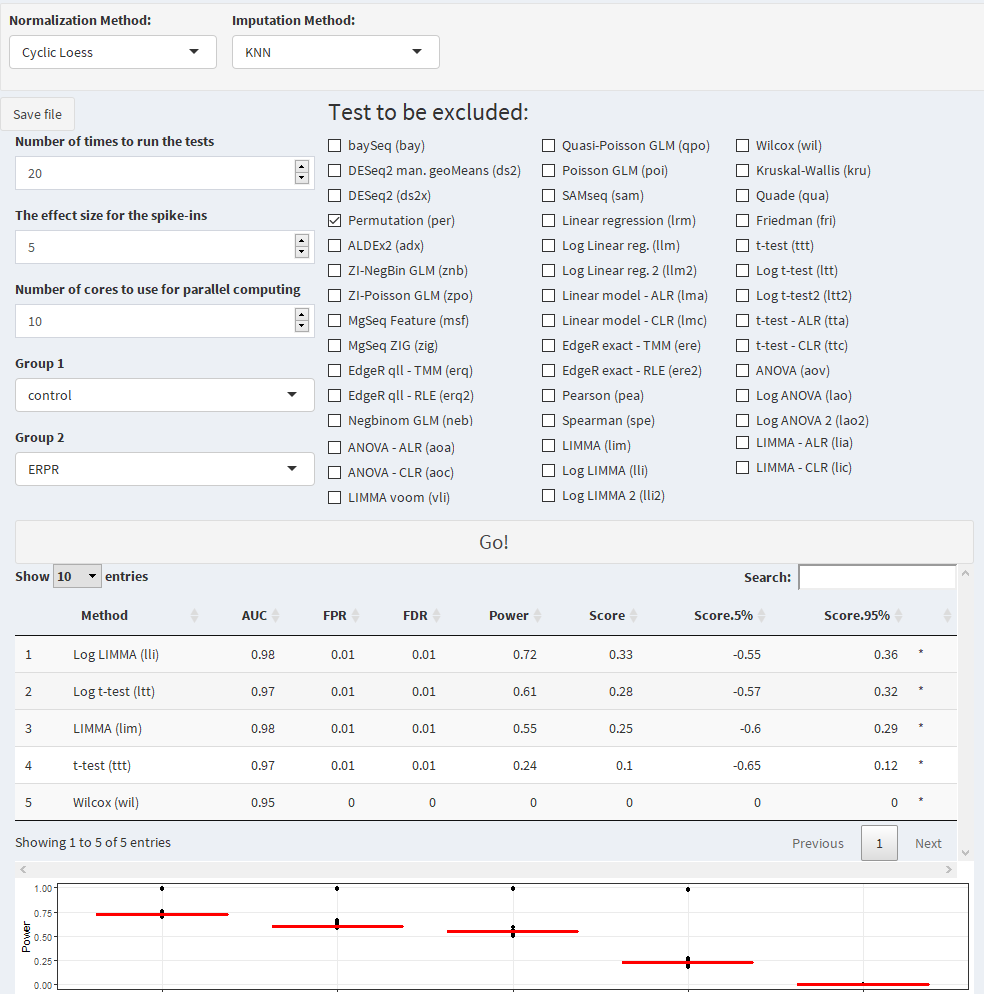 Normalization Method: Imputation Method:
Cyclic Loess KNN
Save file
Number of times to run the tests
20
The effect size for the spike-ins
5
Number of cores to use for parallel computing
10
Group 1
control
Group 2
ERPR
Test to be excluded:
baySeq (bay) Quasi-Poisson GLM (qpo) Wilcox (wil)
DESeq2 man. geoMeans (ds2) Poisson GLM (poi) Kruskal-Wallis (kru)
DESeq2 (ds2x) SAMseq (sam) Quade (qua)
Permutation (per) Linear regression (lrm) Friedman (fri)
ALDEx2 (adx) Log Linear reg. (llm) t-test (ttt)
ZI-NegBin GLM (znb) Log Linear reg. 2 (llm2) Log t-test (ltt)
ZI-Poisson GLM (zpo) Linear model - ALR (lma) Log t-test2 (ltt2)
MgSeq Feature (msf) Linear model - CLR (lmc) t-test - ALR (tta)
MgSeq ZIG (zig) EdgeR exact - TMM (ere) t-test - CLR (ttc)
EdgeR qll - TMM (erq) EdgeR exact - RLE (ere2) ANOVA (aov)
EdgeR qll - RLE (erq2) Pearson (pea) Log ANOVA (lao)
Negbinom GLM (neb) Spearman (spe) Log ANOVA 2 (lao2)
ANOVA - ALR (aoa) LIMMA (lim) LIMMA - ALR (lia)
ANOVA - CLR (aoc) Log LIMMA (lli) LIMMA - CLR (lic)
LIMMA voom (vli) Log LIMMA 2 (lli2)
Go!
Show 10 entries Search:
Method AUC FPR FDR Power Score Score.5% Score.95%
1 Log LIMMA (lli) 0.98 0.01 0.01 0.72 0.33 -0.55 0.36 *
2 Log t-test (ltt) 0.97 0.01 0.01 0.61 0.28 -0.57 0.32 *
3 LIMMA (lim) 0.98 0.01 0.01 0.55 0.25 -0.6 0.29 *
4 t-test (ttt) 0.97 0.01 0.01 0.24 0.1 -0.65 0.12 *
5 Wilcox (wil) 0.95 0 0 0 0 0 0 *
Showing 1 to 5 of 5 entries Previous 1 Next
1.00
0.75
0.50
0.25
0.00
Power